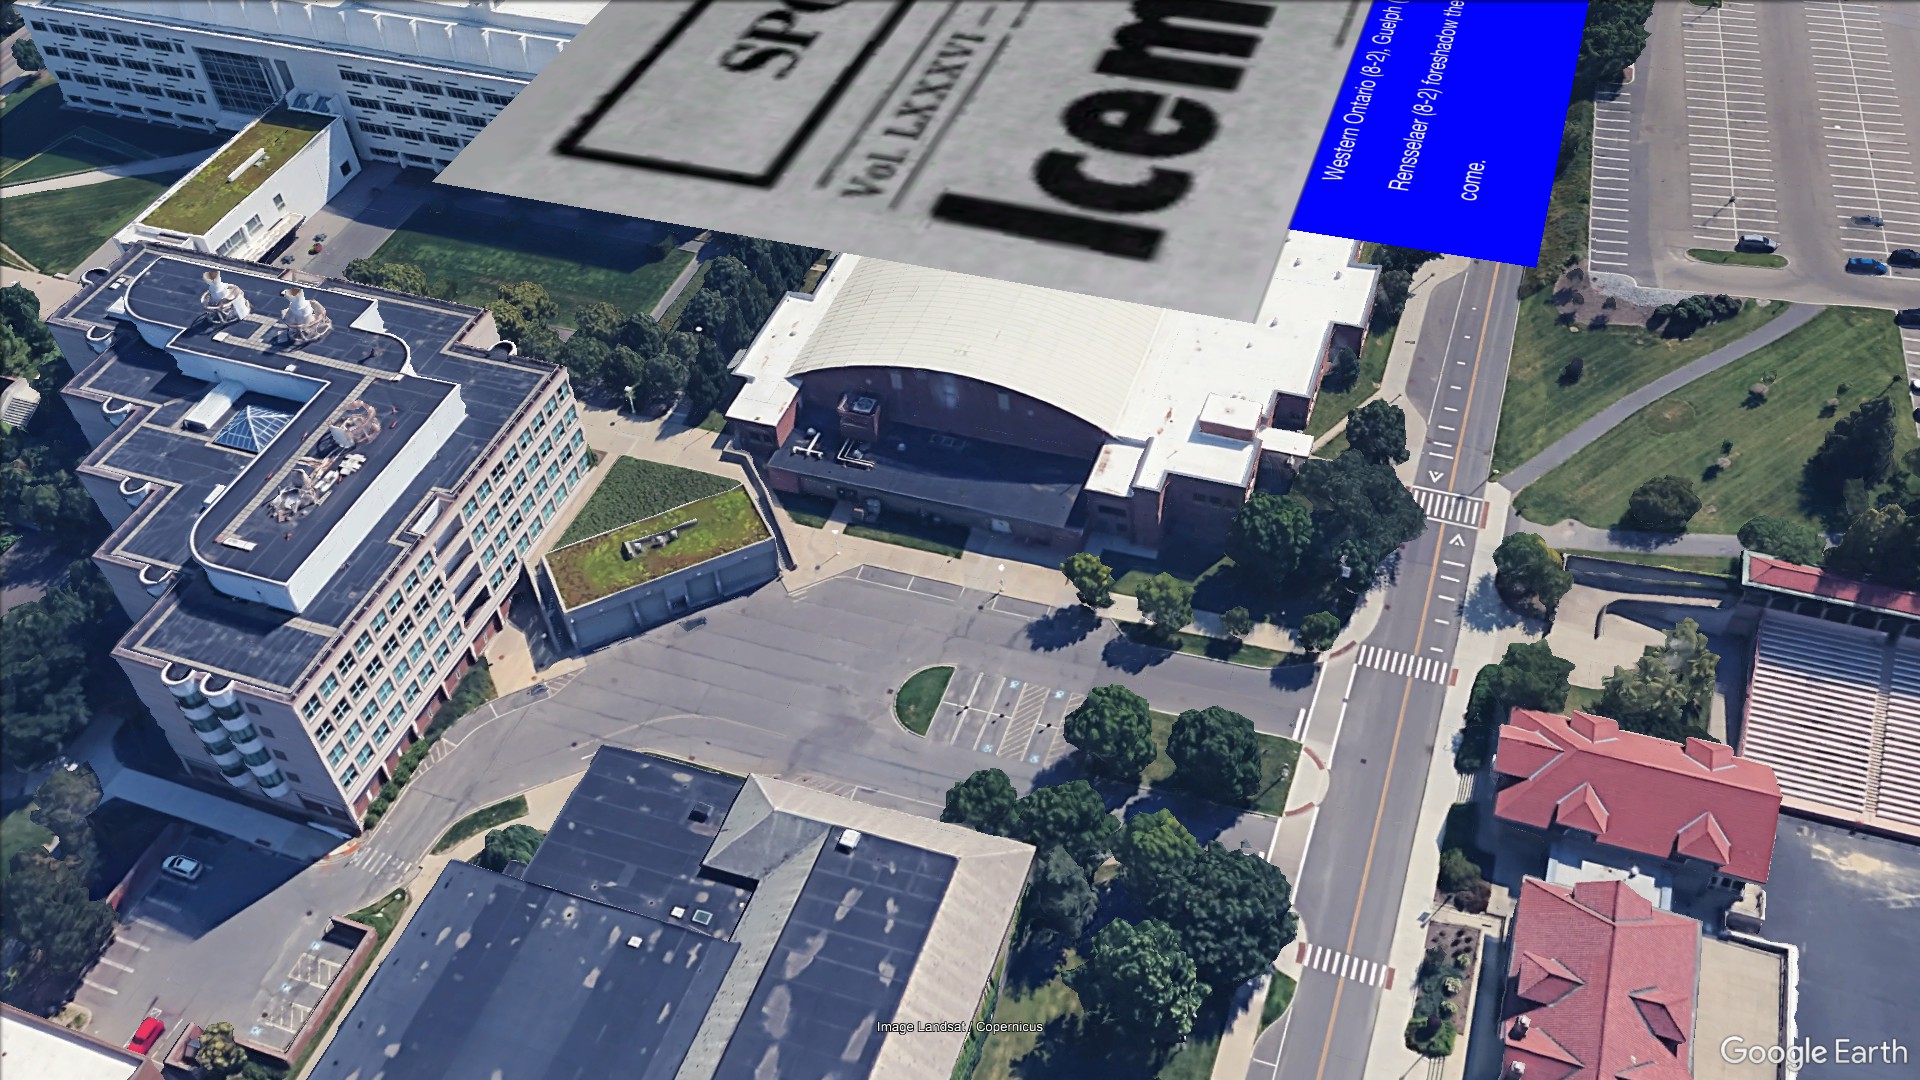 SPO
Vol. LXXXVI –
Icem
Western Ontario (8-2), Guelph (
Rensselaer (8-2) foreshadow the
come.
Image Landsat / Copernicus
Google Earth